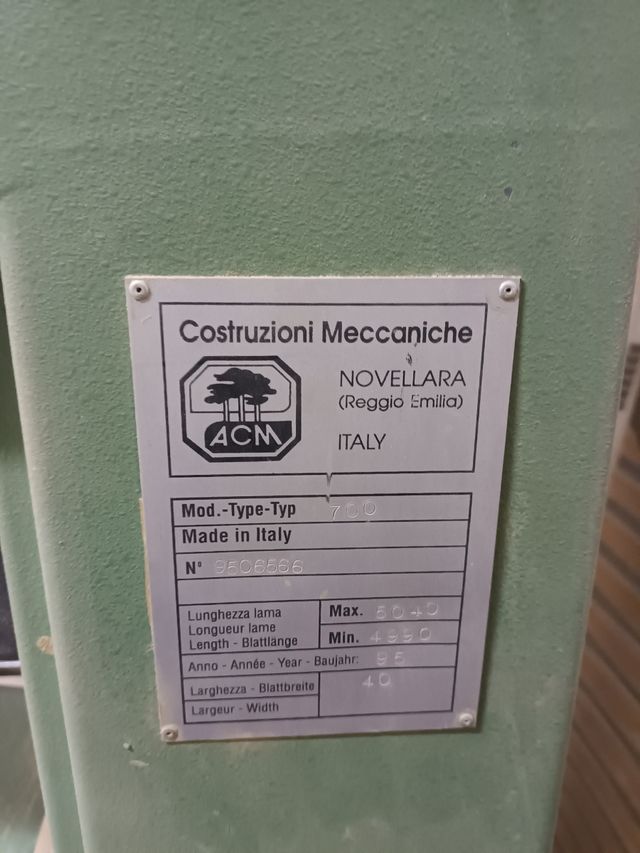 Costruzioni Meccaniche
NOVELLARA
(Reggio Emilia)
ACM
ITALY
Mod.-Type-Typ 700
Made in Italy
N° 9506566
Lunghezza lama
Longueur lame
Length - Blattlänge
Max. 5040
Min. 4990
Anno - Année - Year - Baujahr: 95
Larghezza - Blattbreite
Largeur - Width
40